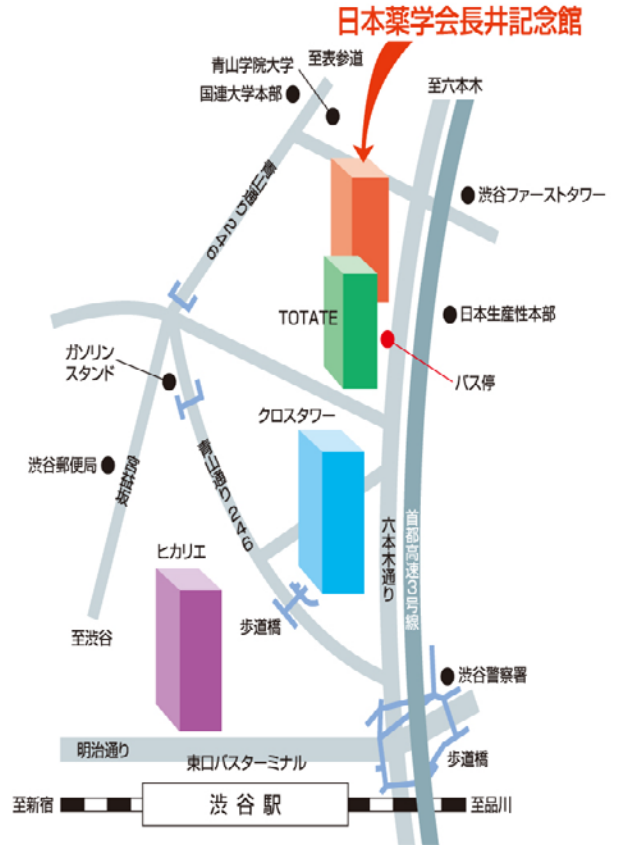 日本薬学会長井記念館
至表参道
青山学院大学
国連大学本部
至六本木
青山通り246
渋谷ファーストタワー
TOTATE
日本生産性本部
ガソリン
スタンド
バス停
クロスタワー
渋谷郵便局
宮益坂
青山通り246
六本木通り
首都高速3号線
ヒカリエ
歩道橋
至渋谷
渋谷警察署
明治通り
東口バスターミナル
歩道橋
至新宿
渋谷駅
至品川